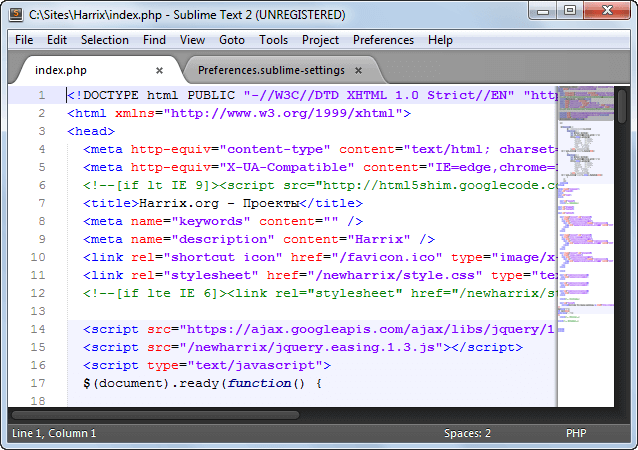 C:\Sites\Harrix\index.php - Sublime Text 2 (UNREGISTERED)
File Edit Selection Find View Goto Tools Project Preferences Help
index.php Preferences.sublime-settings
1 <!DOCTYPE html PUBLIC "-//W3C//DTD XHTML 1.0 Strict//EN" "http
2 <html xmlns="http://www.w3.org/1999/xhtml">
3 <head>
4 <meta http-equiv="content-type" content="text/html; charset=
5 <meta http-equiv="X-UA-Compatible" content="IE=edge,chrome=
6 <!--[if lt IE 9]><script src="http://html5shim.googlecode.co
7 <title>Harrix.org - Проекты</title>
8 <meta name="keywords" content="" />
9 <meta name="description" content="Harrix" />
10 <link rel="shortcut icon" href="/favicon.ico" type="image/x-
11 <link rel="stylesheet" href="/newharrix/style.css" type="tex
12 <!--[if lte IE 6]><link rel="stylesheet" href="/newharrix/st
13
14 <script src="https://ajax.googleapis.com/ajax/libs/jquery/1
15 <script src="/newharrix/jquery.easing.1.3.js"></script>
16 <script type="text/javascript">
17 $(document).ready(function() {
18
Line 1, Column 1 Spaces: 2 PHP